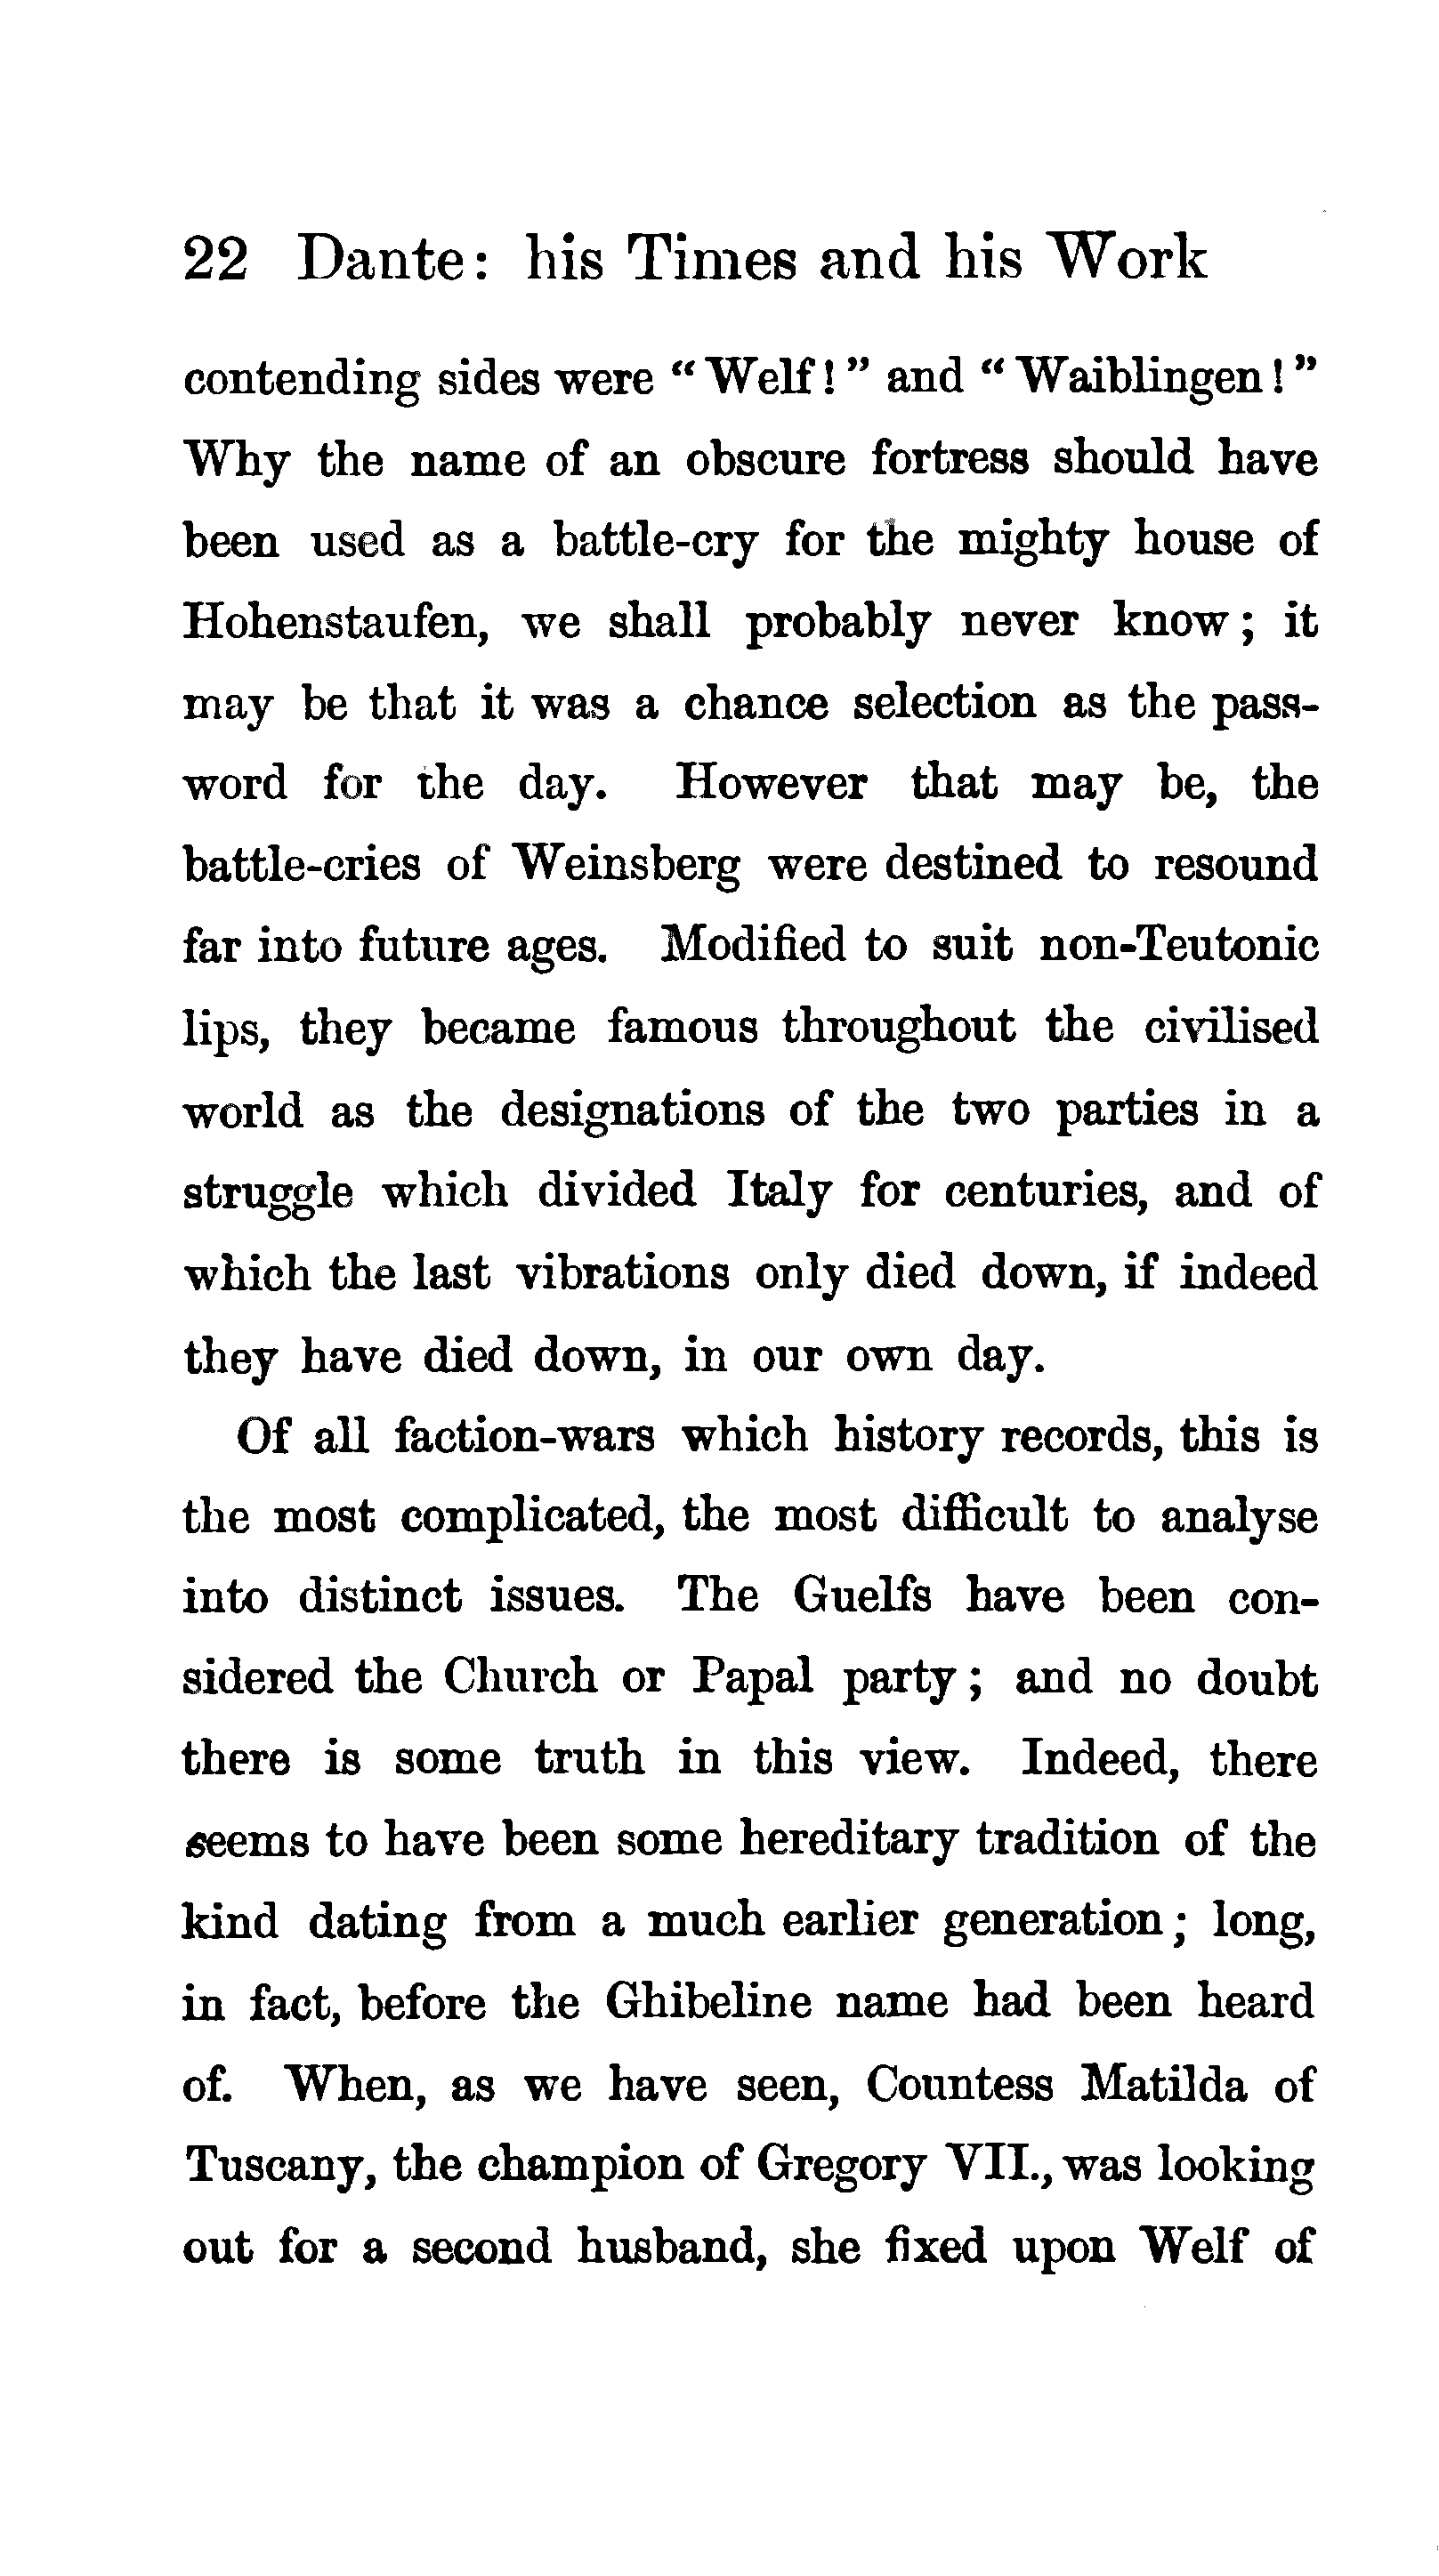 22 Dante: his Times and his Work
contending sides were “Welf!” and “Waiblingen!”
Why the name of an obscure fortress should have
been used as a battle-cry for the mighty house of
Hohenstaufen, we shall probably never know; it
may be that it was a chance selection as the pass-
word for the day. However that may be, the
battle-cries of Weinsberg were destined to resound
far into future ages. Modified to suit non-Teutonic
lips, they became famous throughout the civilised
world as the designations of the two parties in a
struggle which divided Italy for centuries, and of
which the last vibrations only died down, if indeed
they have died down, in our own day.
Of all faction-wars which history records, this is
the most complicated, the most difficult to analyse
into distinct issues. The Guelfs have been con-
sidered the Church or Papal party; and no doubt
there is some truth in this view. Indeed, there
seems to have been some hereditary tradition of the
kind dating from a much earlier generation; long,
in fact, before the Ghibeline name had been heard
of. When, as we have seen, Countess Matilda of
Tuscany, the champion of Gregory VII., was looking
out for a second husband, she fixed upon Welf of